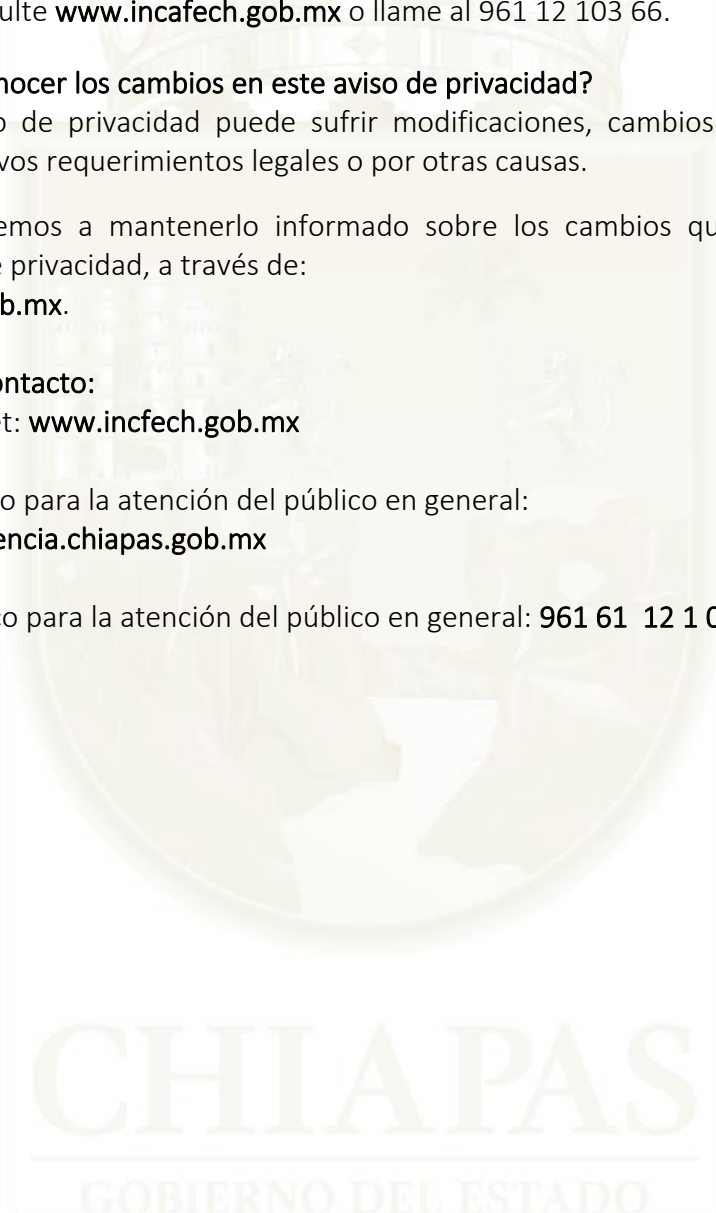 ulte www.incafech.gob.mx o llame al 961 12 103 66.
nocer los cambios en este aviso de privacidad?
o de privacidad puede sufrir modificaciones, cambios
vos requerimientos legales o por otras causas.
emos a mantenerlo informado sobre los cambios qu
e privacidad, a través de:
b.mx.
ontacto:
et: www.incfech.gob.mx
o para la atención del público en general:
encia.chiapas.gob.mx
co para la atención del público en general: 961 61 12 1 0
CHIAPAS
GOBIERNO DEL ESTADO